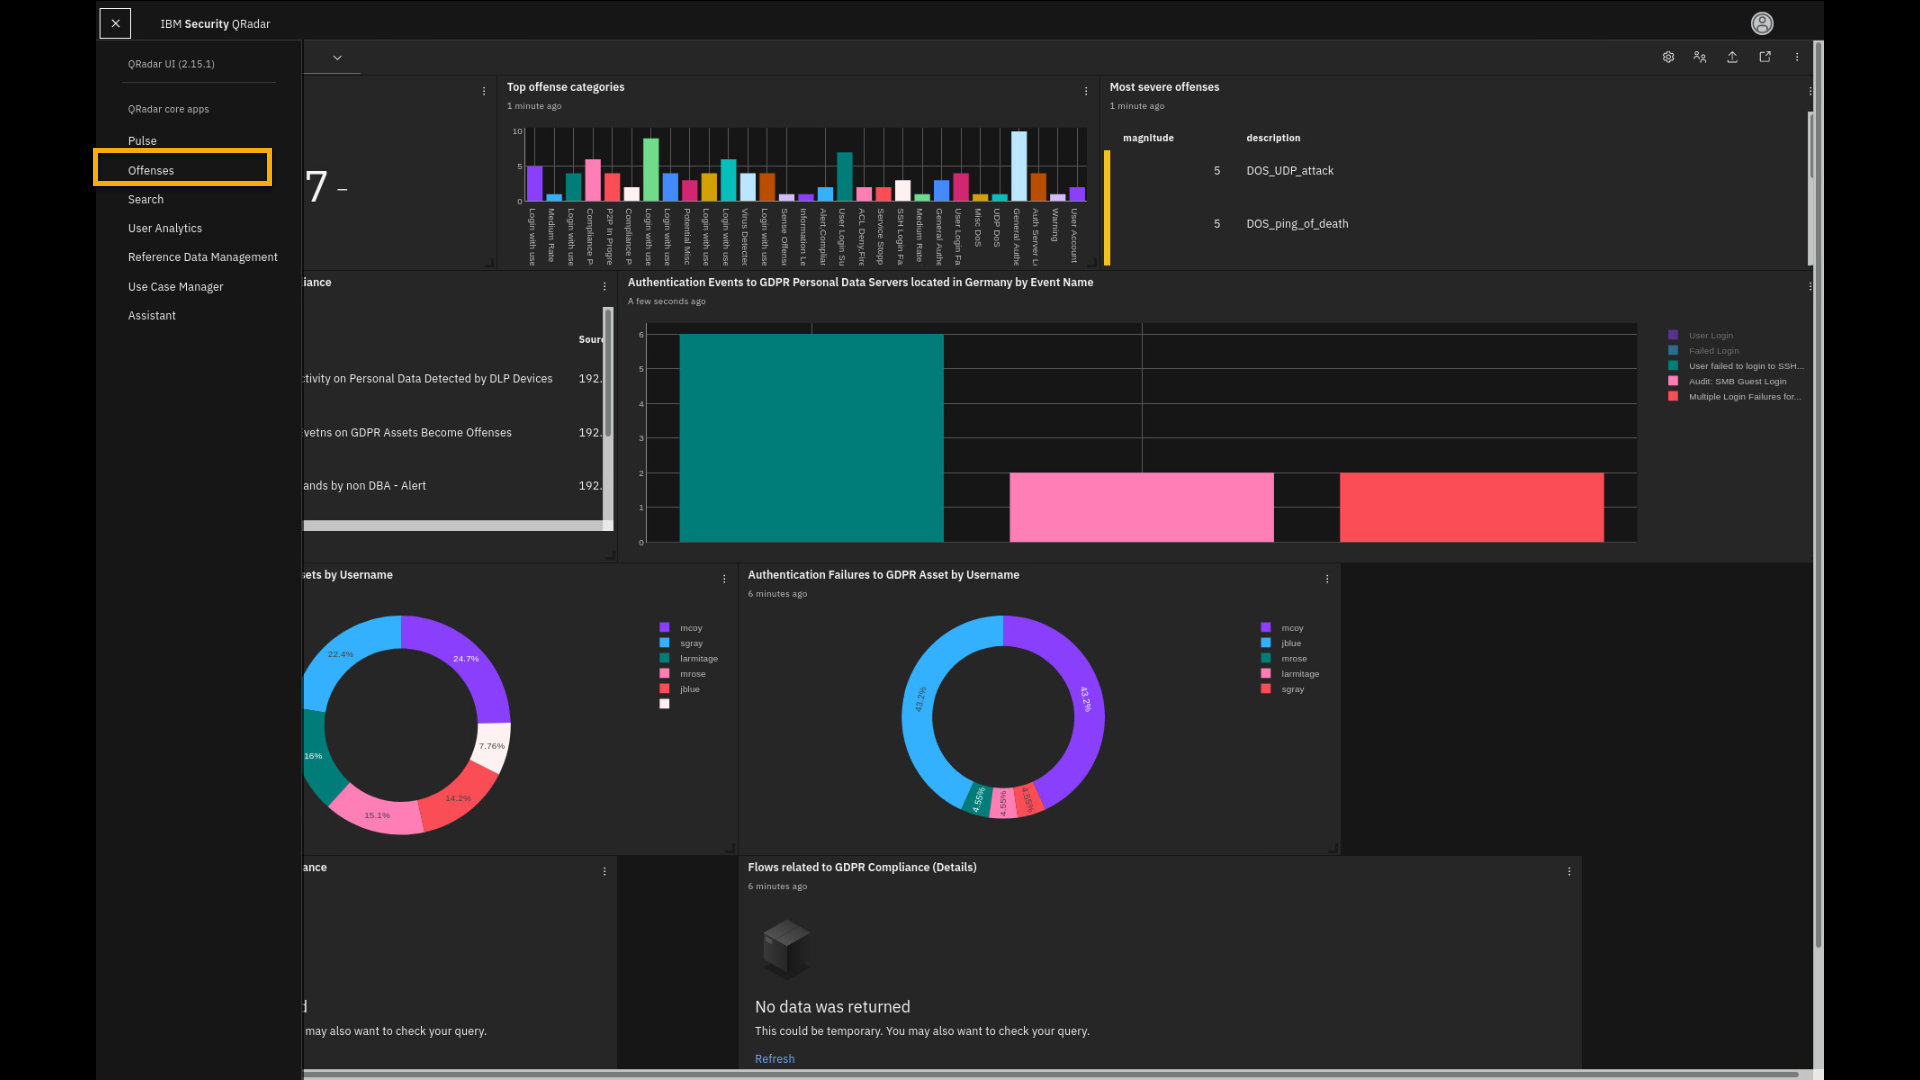 IBM Security QRadar
QRadar UI (2.15.1)
QRadar core apps
Pulse
Offenses
Search
User Analytics
Reference Data Management
Use Case Manager
Assistant
7 –
Top offense categories
1 minute ago
10
5
0
Login with use
Medium Rate
Login with use
Compliance P
P2P In Progre
Compliance P
Login with use
Login with use
Potential Misc
Login with use
Login with use
Virus Detected
Login with use
Sense Offense
Information Le
Alert,Complian
User Login Su
ACL Deny,Fire
Service Stopp
SSH Login Fa
Medium Rate
General Authe
User Login Fa
Misc DoS
UDP DoS
General Authe
Auth Server L
Warning
User Account
Most severe offenses
1 minute ago
magnitude description
5 DOS_UDP_attack
5 DOS_ping_of_death
iance
Sour
ctivity on Personal Data Detected by DLP Devices 192.
vetns on GDPR Assets Become Offenses 192.
ands by non DBA - Alert 192.
Authentication Events to GDPR Personal Data Servers located in Germany by Event Name
A few seconds ago
6
5
4
3
2
1
0
User Login
Failed Login
User failed to login to SSH...
Audit: SMB Guest Login
Multiple Login Failures for...
sets by Username
22.4%
24.7%
16%
7.76%
14.2%
15.1%
mcoy
sgray
larmitage
mrose
jblue
Authentication Failures to GDPR Asset by Username
6 minutes ago
43.2%
43.2%
4.55%
4.55%
4.55%
mcoy
jblue
mrose
larmitage
sgray
ance
d
may also want to check your query.
Flows related to GDPR Compliance (Details)
6 minutes ago
No data was returned
This could be temporary. You may also want to check your query.
Refresh